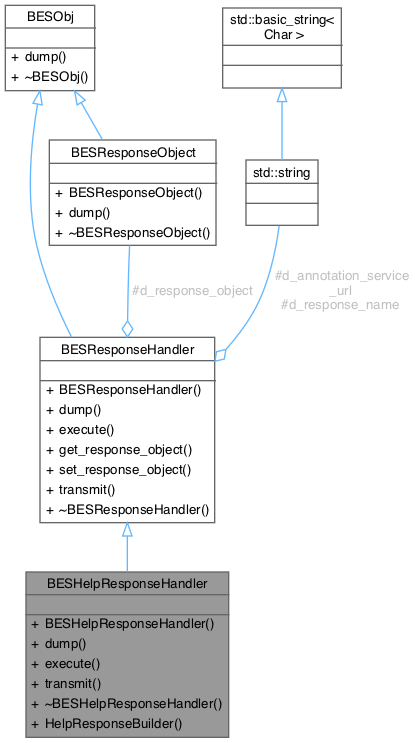 BESObj
+ dump()
+ ~BESObj()
std::basic_string<
Char >
BESResponseObject
+ BESResponseObject()
+ dump()
+ ~BESResponseObject()
std::string
#d_response_object
#d_annotation_service
_url
#d_response_name
BESResponseHandler
+ BESResponseHandler()
+ dump()
+ execute()
+ get_response_object()
+ set_response_object()
+ transmit()
+ ~BESResponseHandler()
BESHelpResponseHandler
+ BESHelpResponseHandler()
+ dump()
+ execute()
+ transmit()
+ ~BESHelpResponseHandler()
+ HelpResponseBuilder()